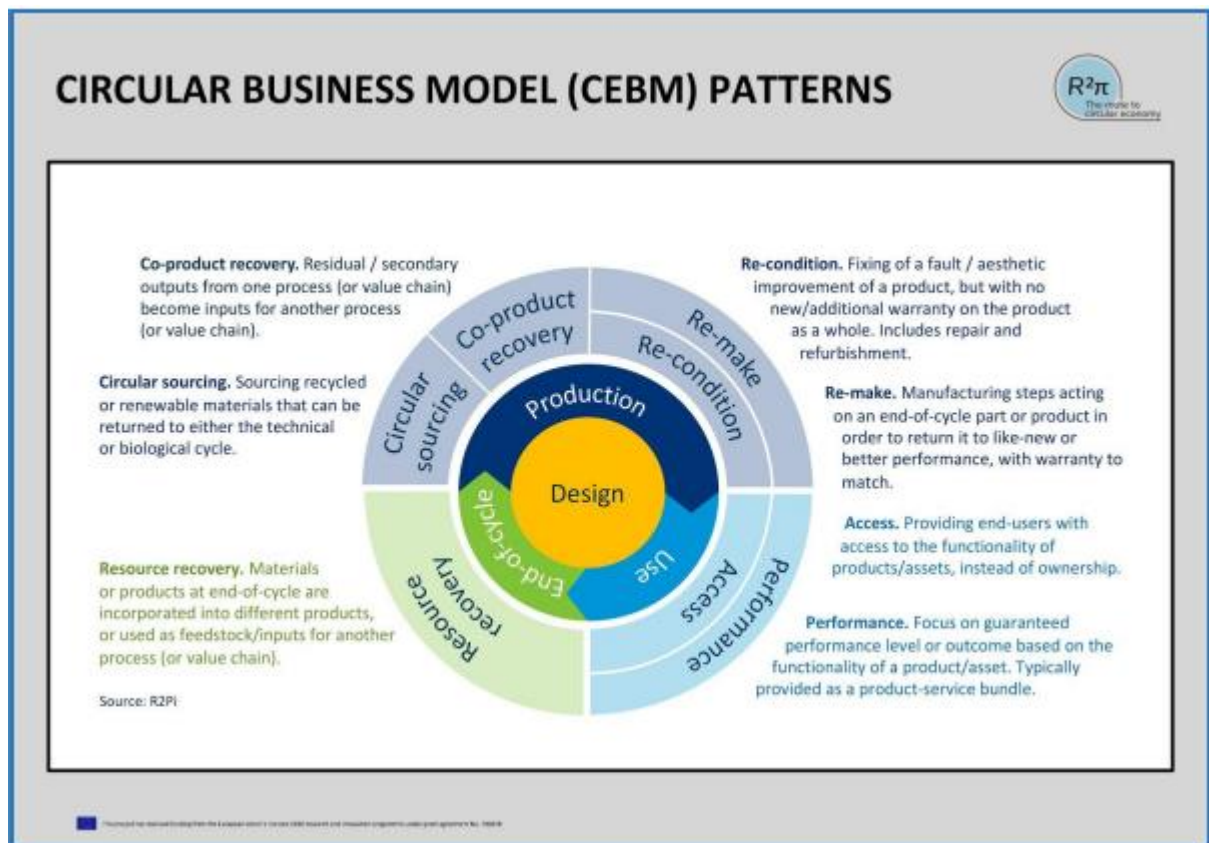 CIRCULAR BUSINESS MODEL (CEBM) PATTERNS
R²π
The route to
circular economy
Co-product recovery. Residual / secondary
outputs from one process (or value chain)
become inputs for another process
(or value chain).
Circular sourcing. Sourcing recycled
or renewable materials that can be
returned to either the technical
or biological cycle.
Resource recovery. Materials
or products at end-of-cycle are
incorporated into different products,
or used as feedstock/inputs for another
process (or value chain).
Source: R2Pi
Co-product
recovery
Circular
sourcing
Re-make
Re-condition
Production
Design
End-of-cycle
Use
Resource
recovery
Access
Performance
Re-condition. Fixing of a fault / aesthetic
improvement of a product, but with no
new/additional warranty on the product
as a whole. Includes repair and
refurbishment.
Re-make. Manufacturing steps acting
on an end-of-cycle part or product in
order to return it to like-new or
better performance, with warranty to
match.
Access. Providing end-users with
access to the functionality of
products/assets, instead of ownership.
Performance. Focus on guaranteed
performance level or outcome based on the
functionality of a product/asset. Typically
provided as a product-service bundle.